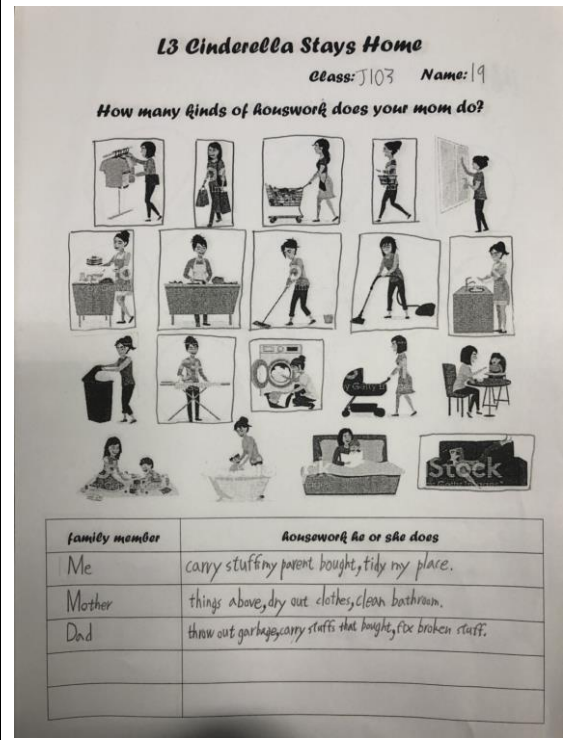 L3 Cinderella Stays Home
Class: J103 Name: 19
How many kinds of houswork does your mom do?
Stock
family member housework he or she does
Me carry stuff my parent bought, tidy my place.
Mother things above, dry out clothes, clean bathroom.
Dad throw out garbage, carry stuffs that bought, fix broken stuff.